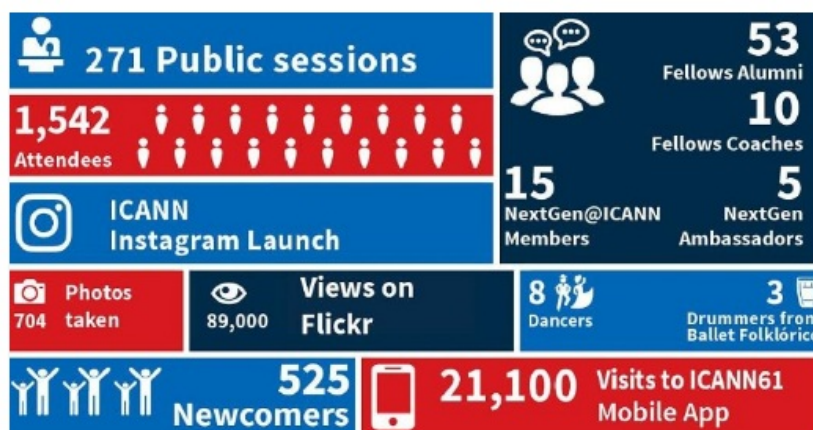 271 Public sessions
1,542
Attendees
ICANN
Instagram Launch
53
Fellows Alumni
10
Fellows Coaches
15
NextGen@ICANN
Members
5
NextGen
Ambassadors
Photos
704 taken
Views on
89,000 Flickr
8
Dancers
3
Drummers from
Ballet Folklórico
525
Newcomers
21,100 Visits to ICANN61
Mobile App